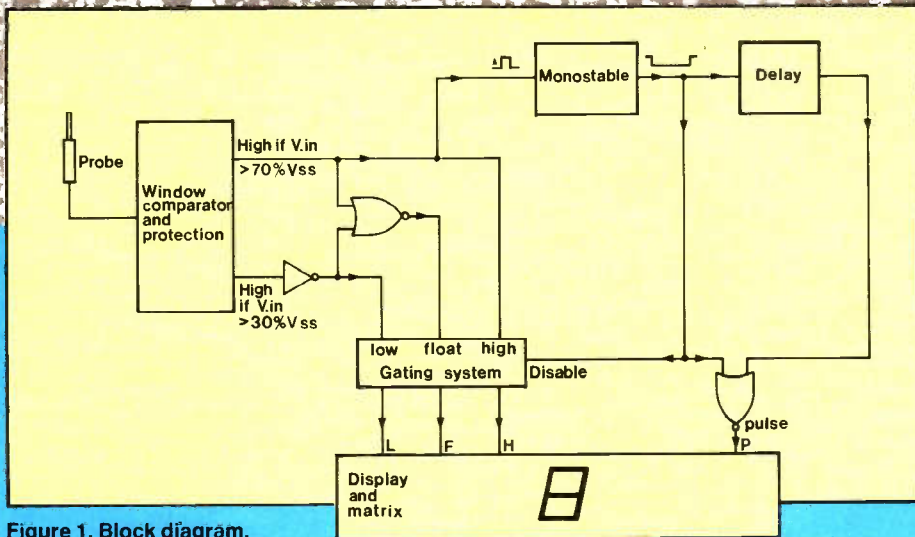 Probe
Window
comparator
and
protection
High if V.in
>70%Vss
High
if V.in
>30%Vss
Monostable
Delay
low float high
Gating system
Disable
L F H
pulse
P
Display
and
matrix
Figure 1. Block diagram.